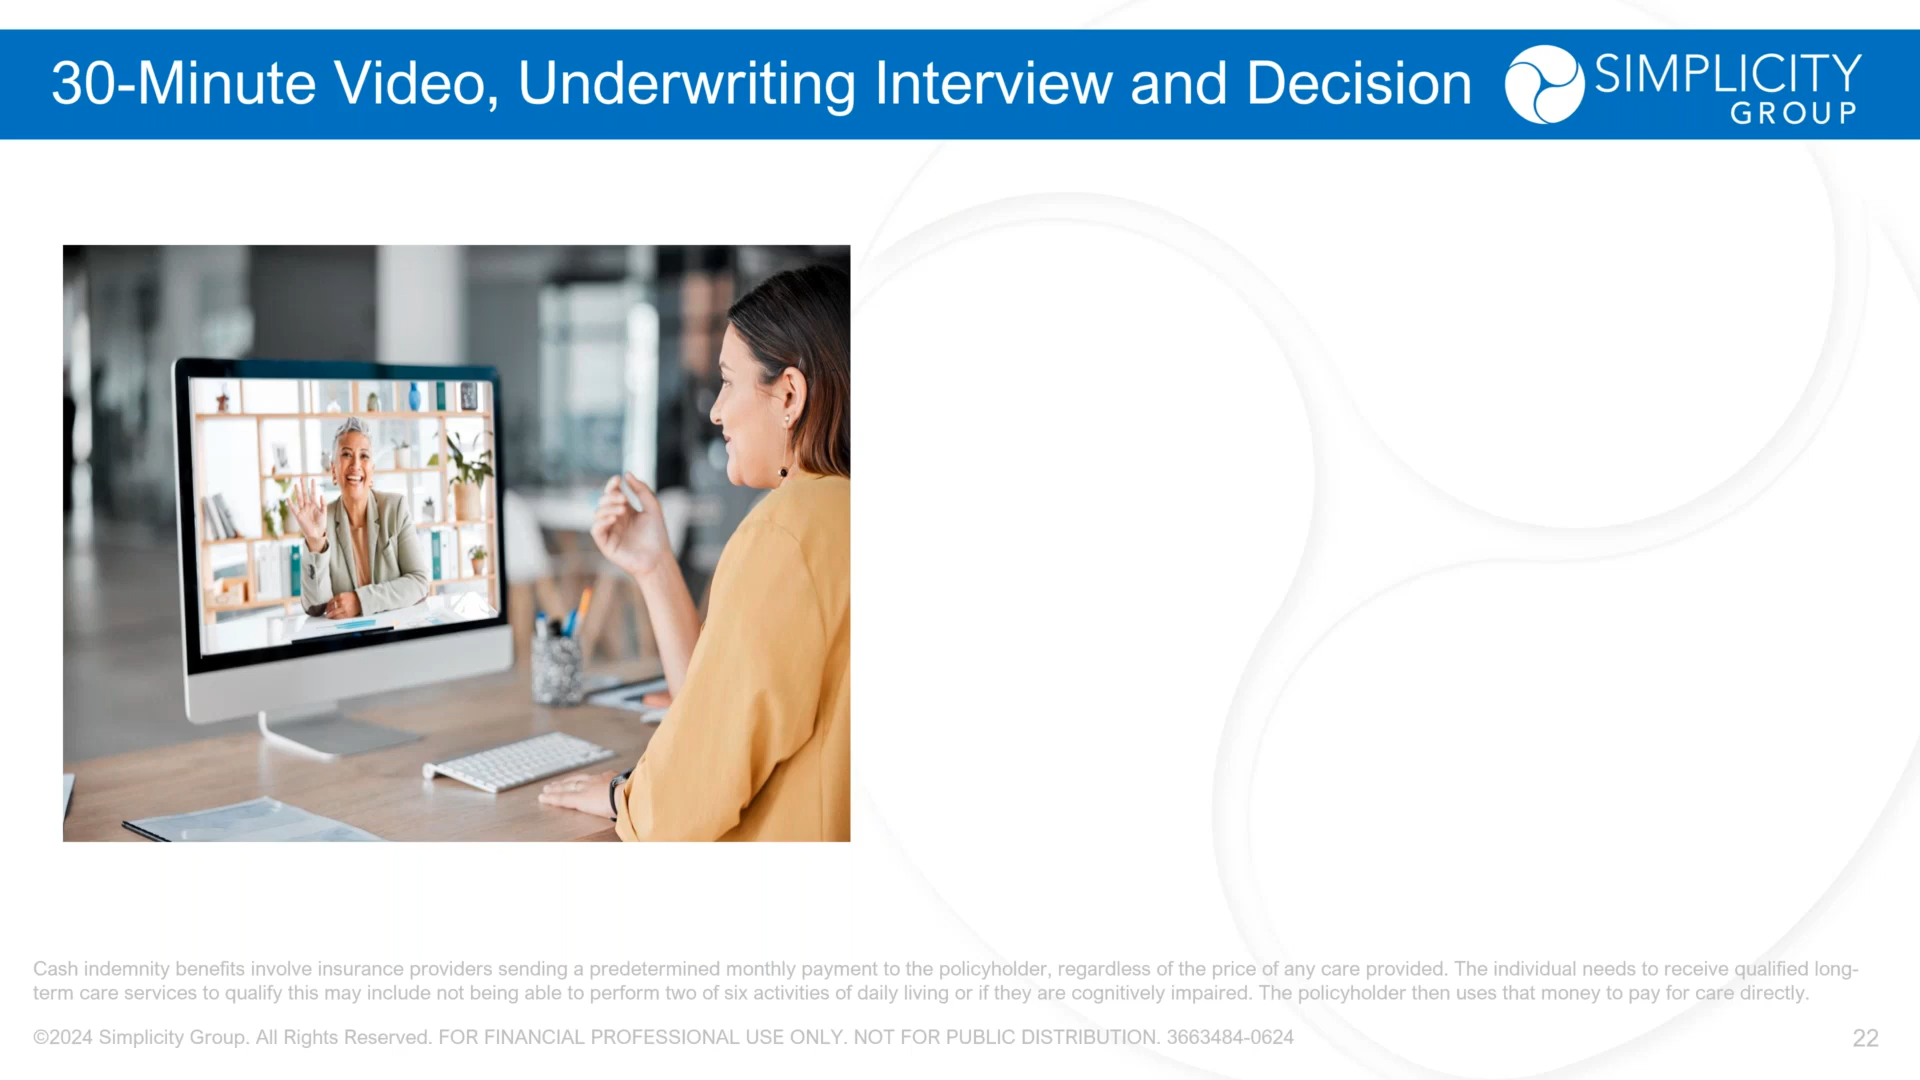 30-Minute Video, Underwriting Interview and Decision
SIMPLICITY
GROUP
Cash indemnity benefits involve insurance providers sending a predetermined monthly payment to the policyholder, regardless of the price of any care provided. The individual needs to receive qualified long-
term care services to qualify this may include not being able to perform two of six activities of daily living or if they are cognitively impaired. The policyholder then uses that money to pay for care directly.
©2024 Simplicity Group. All Rights Reserved. FOR FINANCIAL PROFESSIONAL USE ONLY. NOT FOR PUBLIC DISTRIBUTION. 3663484-0624
22